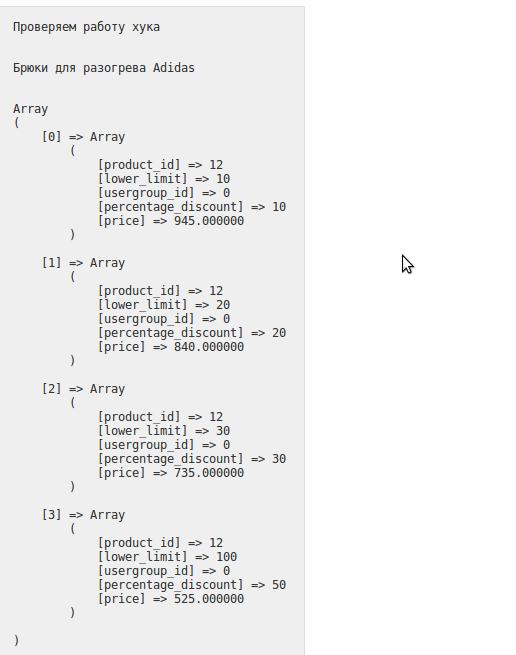 Проверяем работу хука
Брюки для разогрева Adidas
Array
(
    [0] => Array
        (
            [product_id] => 12
            [lower_limit] => 10
            [usergroup_id] => 0
            [percentage_discount] => 10
            [price] => 945.000000
        )
    [1] => Array
        (
            [product_id] => 12
            [lower_limit] => 20
            [usergroup_id] => 0
            [percentage_discount] => 20
            [price] => 840.000000
        )
    [2] => Array
        (
            [product_id] => 12
            [lower_limit] => 30
            [usergroup_id] => 0
            [percentage_discount] => 30
            [price] => 735.000000
        )
    [3] => Array
        (
            [product_id] => 12
            [lower_limit] => 100
            [usergroup_id] => 0
            [percentage_discount] => 50
            [price] => 525.000000
        )
)